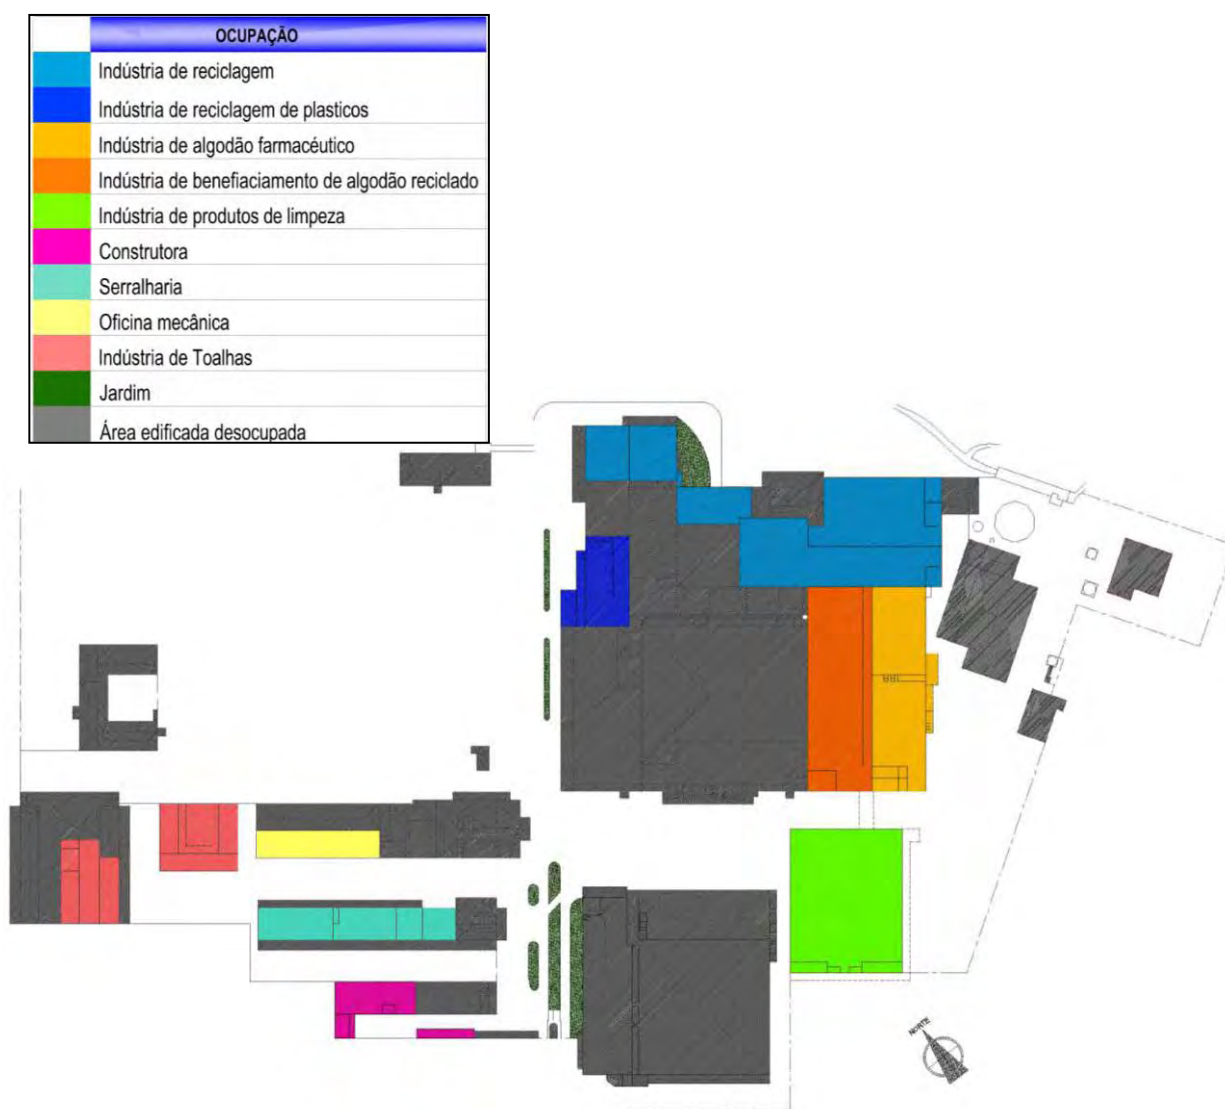 OCUPAÇÃO
Indústria de reciclagem
Indústria de reciclagem de plasticos
Indústria de algodão farmacéutico
Indústria de benefiaciamento de algodão reciclado
Indústria de produtos de limpeza
Construtora
Serralharia
Oficina mecânica
Indústria de Toalhas
Jardim
Área edificada desocupada
NORTE